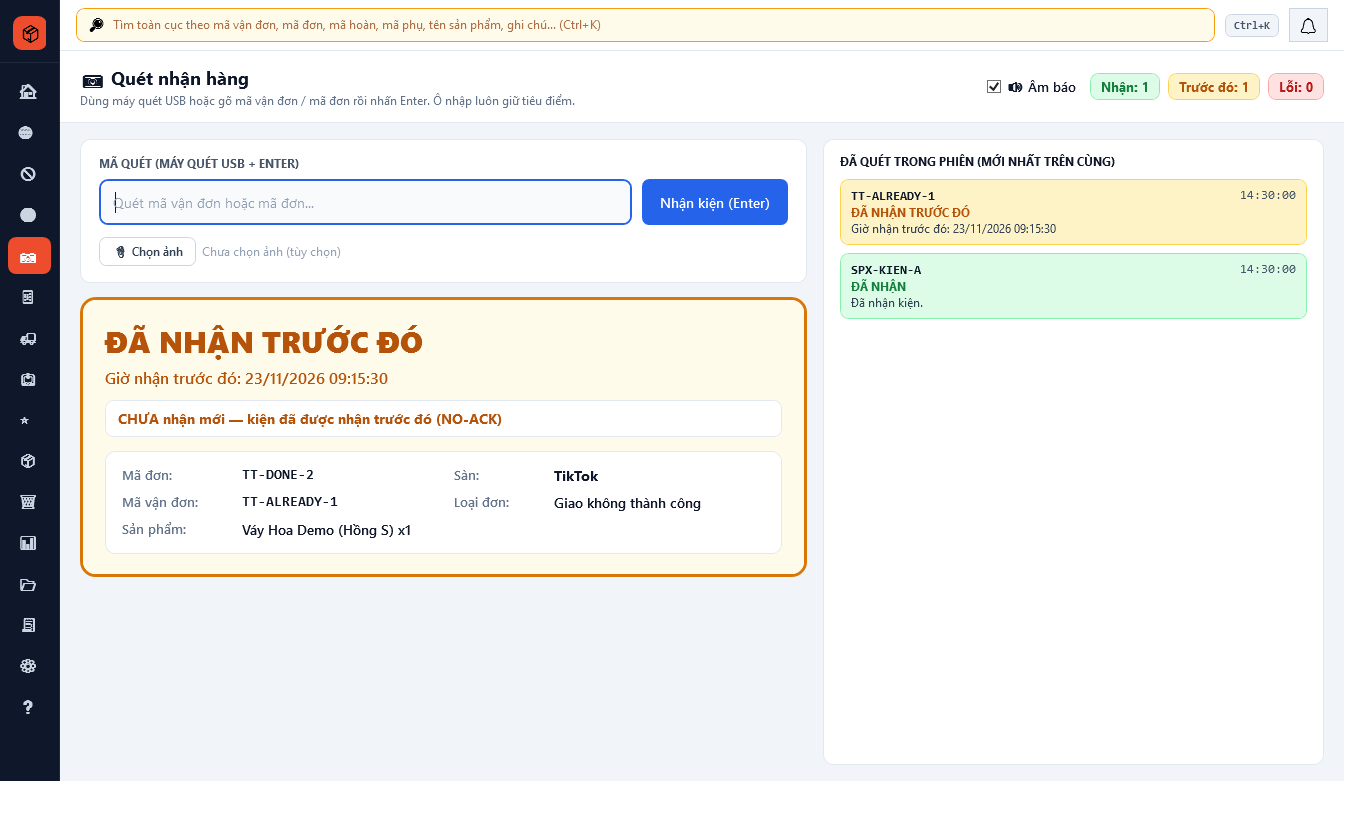 Tìm toàn cục theo mã vận đơn, mã đơn, mã hoàn, mã phụ, tên sản phẩm, ghi chú... (Ctrl+K)
Ctrl+K
Quét nhận hàng
Dùng máy quét USB hoặc gõ mã vận đơn / mã đơn rồi nhấn Enter. Ô nhập luôn giữ tiêu điểm.
Âm báo
Nhận: 1
Trước đó: 1
Lỗi: 0
MÃ QUÉT (MÁY QUÉT USB + ENTER)
Quét mã vận đơn hoặc mã đơn...
Nhận kiện (Enter)
Chọn ảnh
Chưa chọn ảnh (tùy chọn)
ĐÃ NHẬN TRƯỚC ĐÓ
Giờ nhận trước đó: 23/11/2026 09:15:30
CHƯA nhận mới — kiện đã được nhận trước đó (NO-ACK)
Mã đơn: TT-DONE-2 Sàn: TikTok
Mã vận đơn: TT-ALREADY-1 Loại đơn: Giao không thành công
Sản phẩm: Váy Hoa Demo (Hồng S) x1
ĐÃ QUÉT TRONG PHIÊN (MỚI NHẤT TRÊN CÙNG)
TT-ALREADY-1 14:30:00
ĐÃ NHẬN TRƯỚC ĐÓ
Giờ nhận trước đó: 23/11/2026 09:15:30
SPX-KIEN-A 14:30:00
ĐÃ NHẬN
Đã nhận kiện.